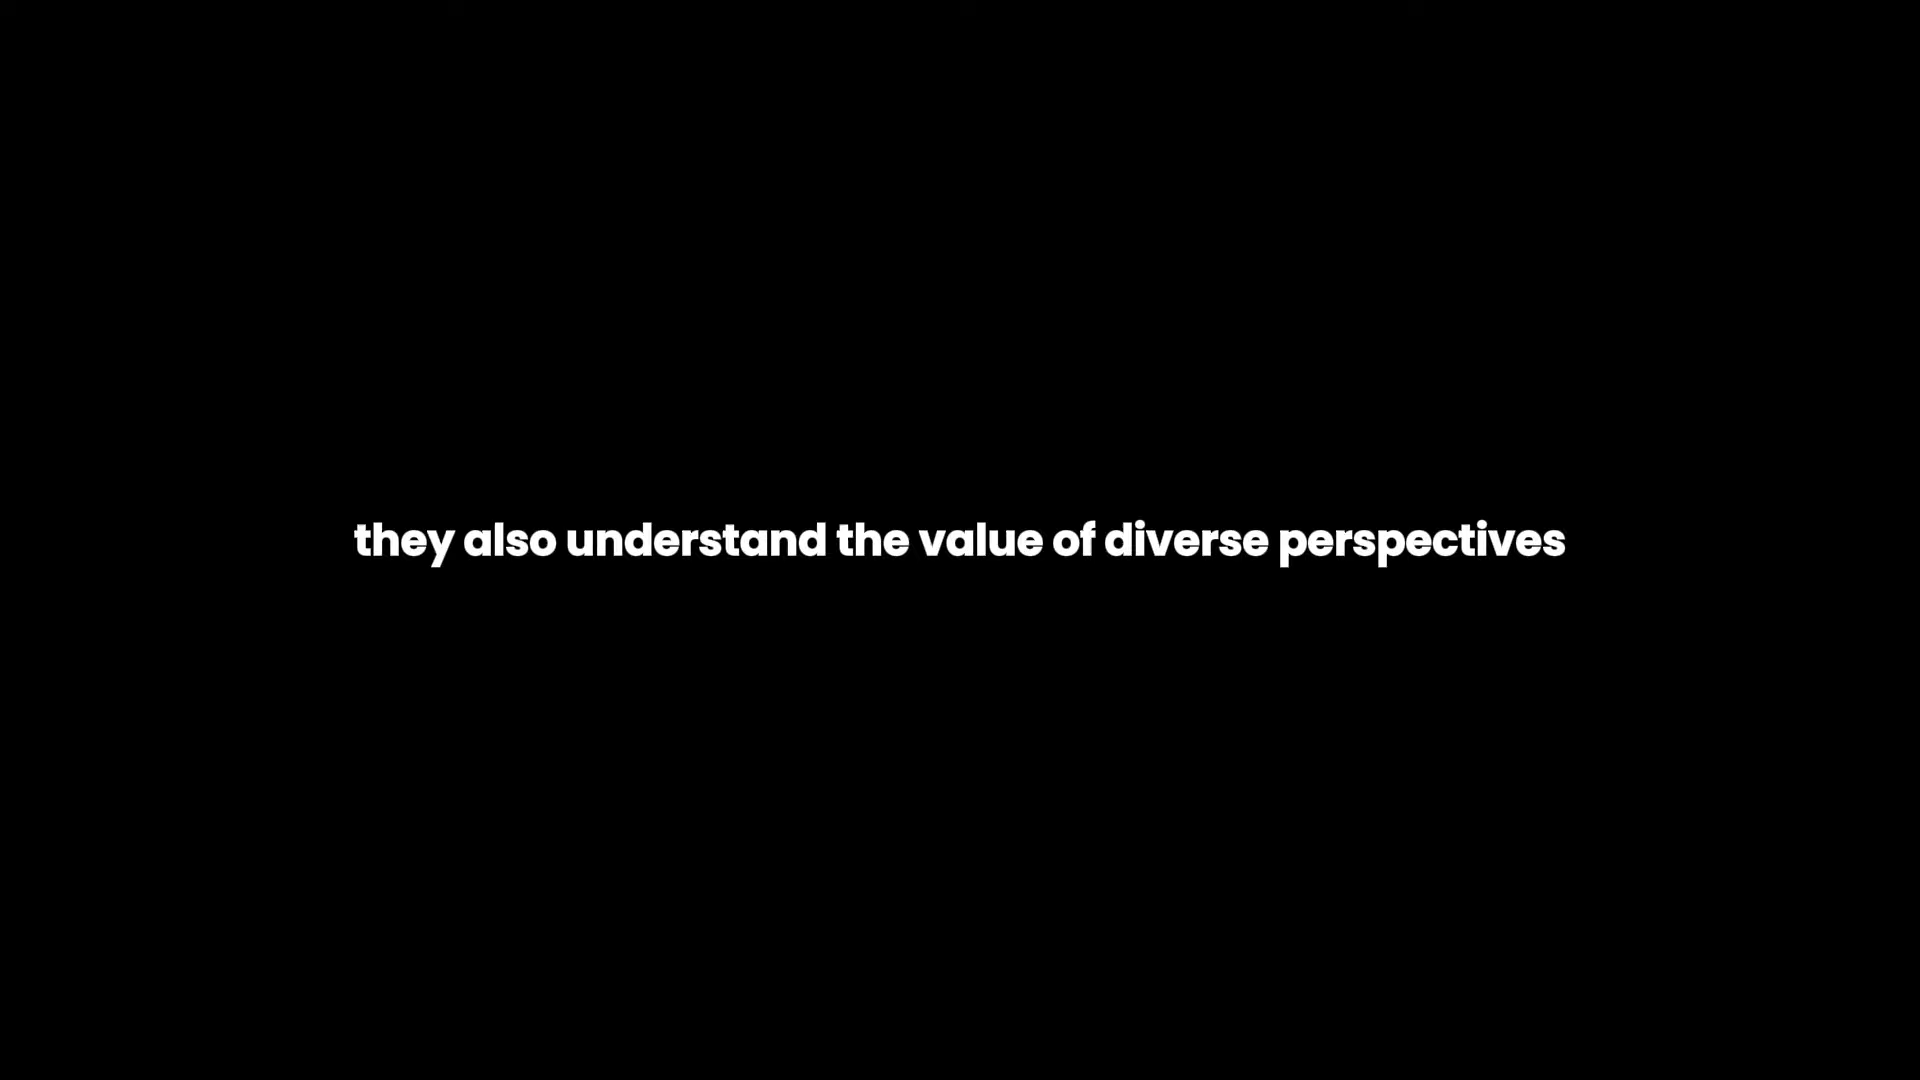 they also understand the value of diverse perspectives